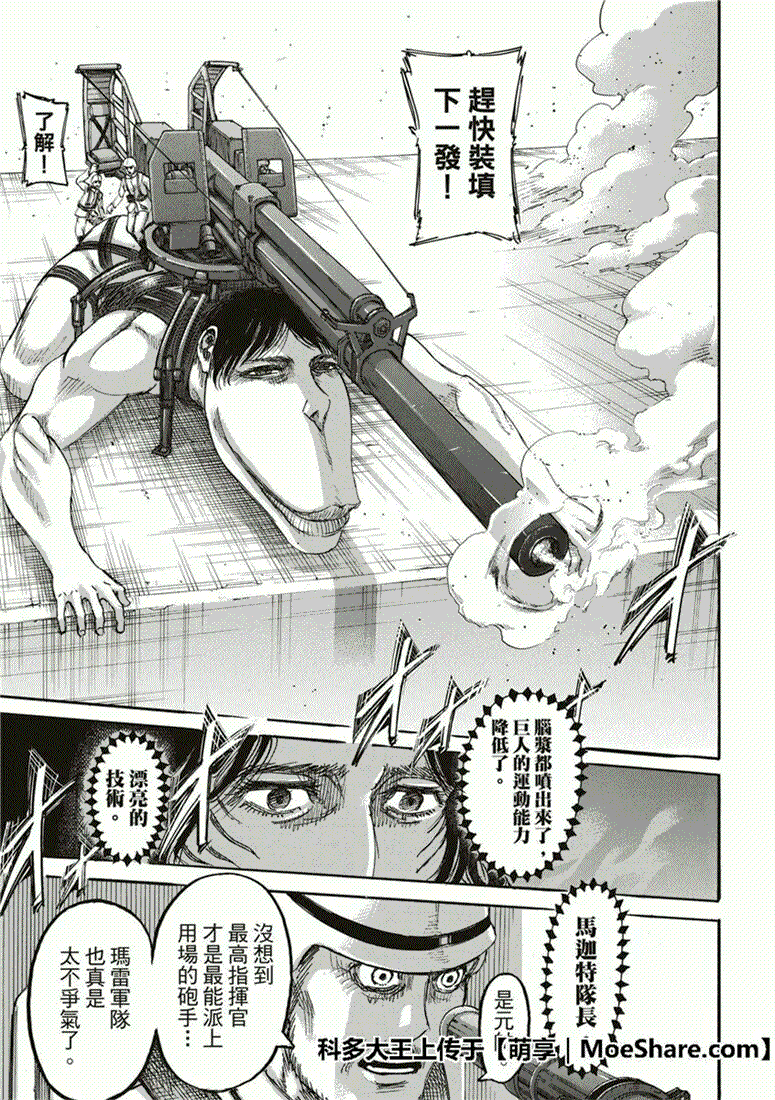 趕快裝填
下一發！
了解！
腦漿都噴出來了，
巨人的運動能力
降低了。
漂亮的
技術。
馬迦特隊長
是元
沒想到
最高指揮官
才是最能派上
用場的砲手…
瑪雷軍隊
也真是
太不爭氣了。
科多大王上传于【萌享｜MoeShare.com】